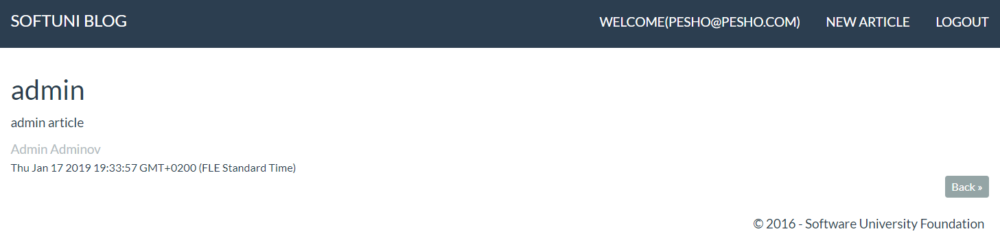 SOFTUNI BLOG WELCOME(PESHO@PESHO.COM) NEW ARTICLE LOGOUT
admin
admin article
Admin Adminov
Thu Jan 17 2019 19:33:57 GMT+0200 (FLE Standard Time)
Back »
© 2016 - Software University Foundation